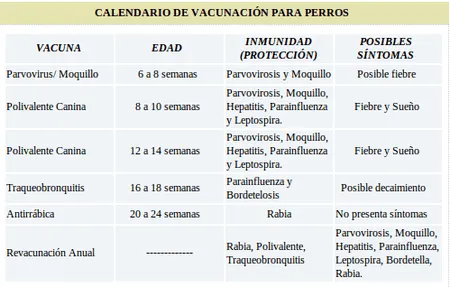 CALENDARIO DE VACUNACIÓN PARA PERROS
VACUNA EDAD INMUNIDAD (PROTECCIÓN) POSIBLES SÍNTOMAS
Parvovirus/ Moquillo 6 a 8 semanas Parvovirosis y Moquillo Posible fiebre
Polivalente Canina 8 a 10 semanas Parvovirosis, Moquillo, Hepatitis, Parainfluenza y Leptospira. Fiebre y Sueño
Polivalente Canina 12 a 14 semanas Parvovirosis, Moquillo, Hepatitis, Parainfluenza y Leptospira. Fiebre y Sueño
Traqueobronquitis 16 a 18 semanas Parainfluenza y Bordetelosis Posible decaimiento
Antirrábica 20 a 24 semanas Rabia No presenta síntomas
Revacunación Anual ------------- Rabia, Polivalente, Traqueobronquitis Parvovirosis, Moquillo, Hepatitis, Parainfluenza, Leptospira, Bordetella, Rabia.